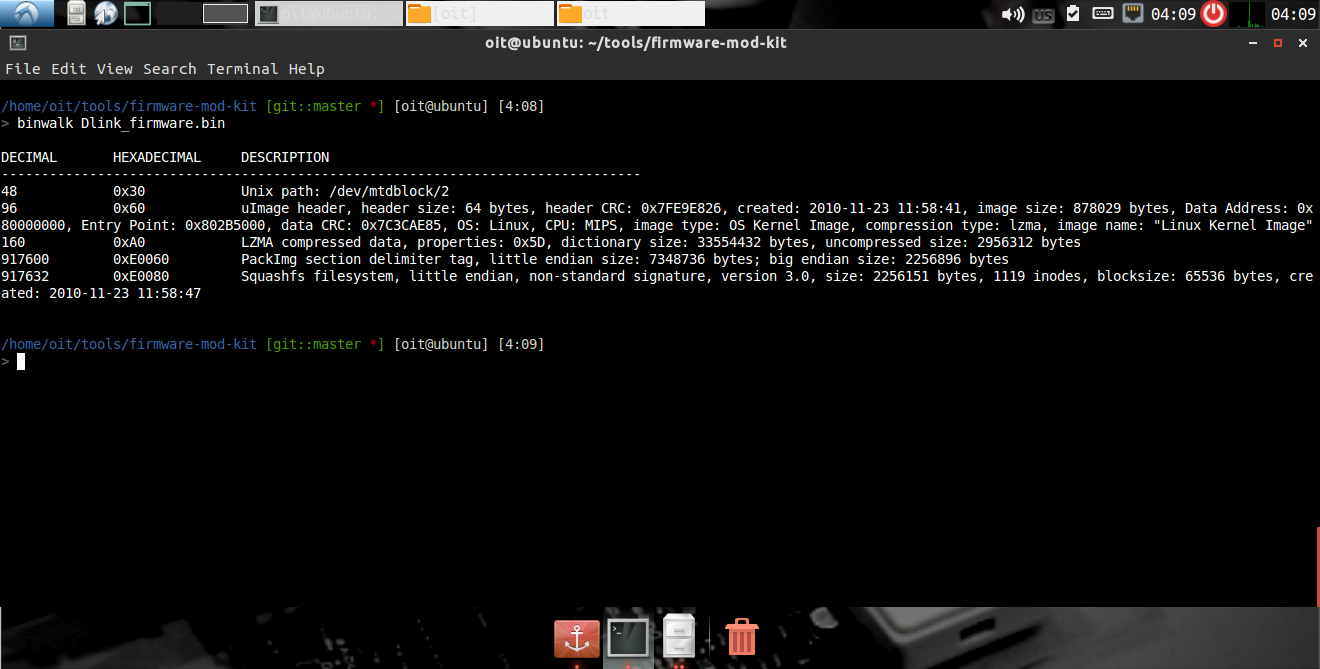 oit@ubuntu: [oit] oit US 04:09 04:09
oit@ubuntu: ~/tools/firmware-mod-kit
File Edit View Search Terminal Help
/home/oit/tools/firmware-mod-kit [git::master *] [oit@ubuntu] [4:08]
> binwalk Dlink_firmware.bin
DECIMAL HEXADECIMAL DESCRIPTION
--------------------------------------------------------------------------------
48 0x30 Unix path: /dev/mtdblock/2
96 0x60 uImage header, header size: 64 bytes, header CRC: 0x7FE9E826, created: 2010-11-23 11:58:41, image size: 878029 bytes, Data Address: 0x
80000000, Entry Point: 0x802B5000, data CRC: 0x7C3CAE85, OS: Linux, CPU: MIPS, image type: OS Kernel Image, compression type: lzma, image name: "Linux Kernel Image"
160 0xA0 LZMA compressed data, properties: 0x5D, dictionary size: 33554432 bytes, uncompressed size: 2956312 bytes
917600 0xE0060 PackImg section delimiter tag, little endian size: 7348736 bytes; big endian size: 2256896 bytes
917632 0xE0080 Squashfs filesystem, little endian, non-standard signature, version 3.0, size: 2256151 bytes, 1119 inodes, blocksize: 65536 bytes, cre
ated: 2010-11-23 11:58:47
/home/oit/tools/firmware-mod-kit [git::master *] [oit@ubuntu] [4:09]
>